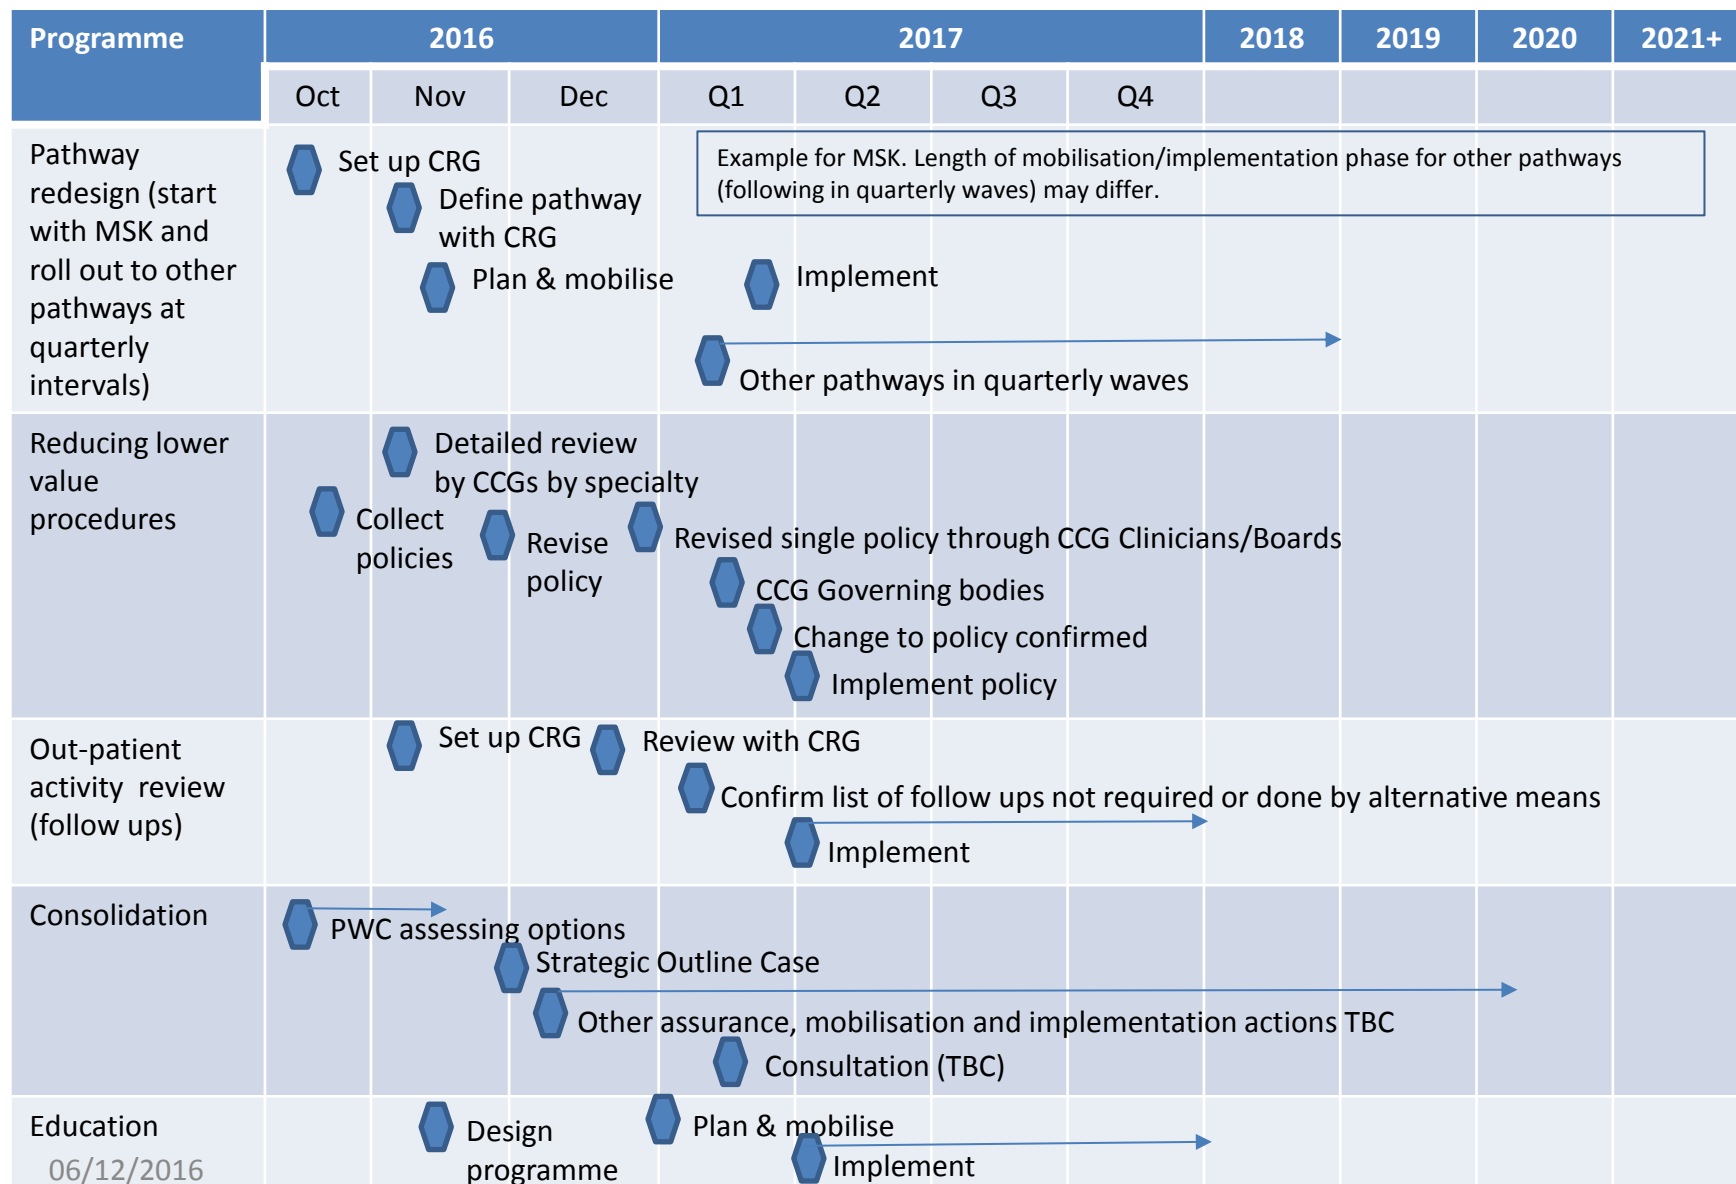 Programme
2016
2017
2018
2019
2020
2021+
Oct
Nov
Dec
Q1
Q2
Q3
Q4
Pathway
redesign (start
with MSK and
roll out to other
pathways at
quarterly
intervals)
Set up CRG
Define pathway
with CRG
Plan & mobilise
Example for MSK. Length of mobilisation/implementation phase for other pathways
(following in quarterly waves) may differ.
Implement
Other pathways in quarterly waves
Reducing lower
value
procedures
Detailed review
by CCGs by specialty
Collect
policies
Revise
policy
Revised single policy through CCG Clinicians/Boards
CCG Governing bodies
Change to policy confirmed
Implement policy
Out-patient
activity  review
(follow ups)
Set up CRG
Review with CRG
Confirm list of follow ups not required or done by alternative means
Implement
Consolidation
PWC assessing options
Strategic Outline Case
Other assurance, mobilisation and implementation actions TBC
Consultation (TBC)
Education
Design
programme
Plan & mobilise
Implement
06/12/2016